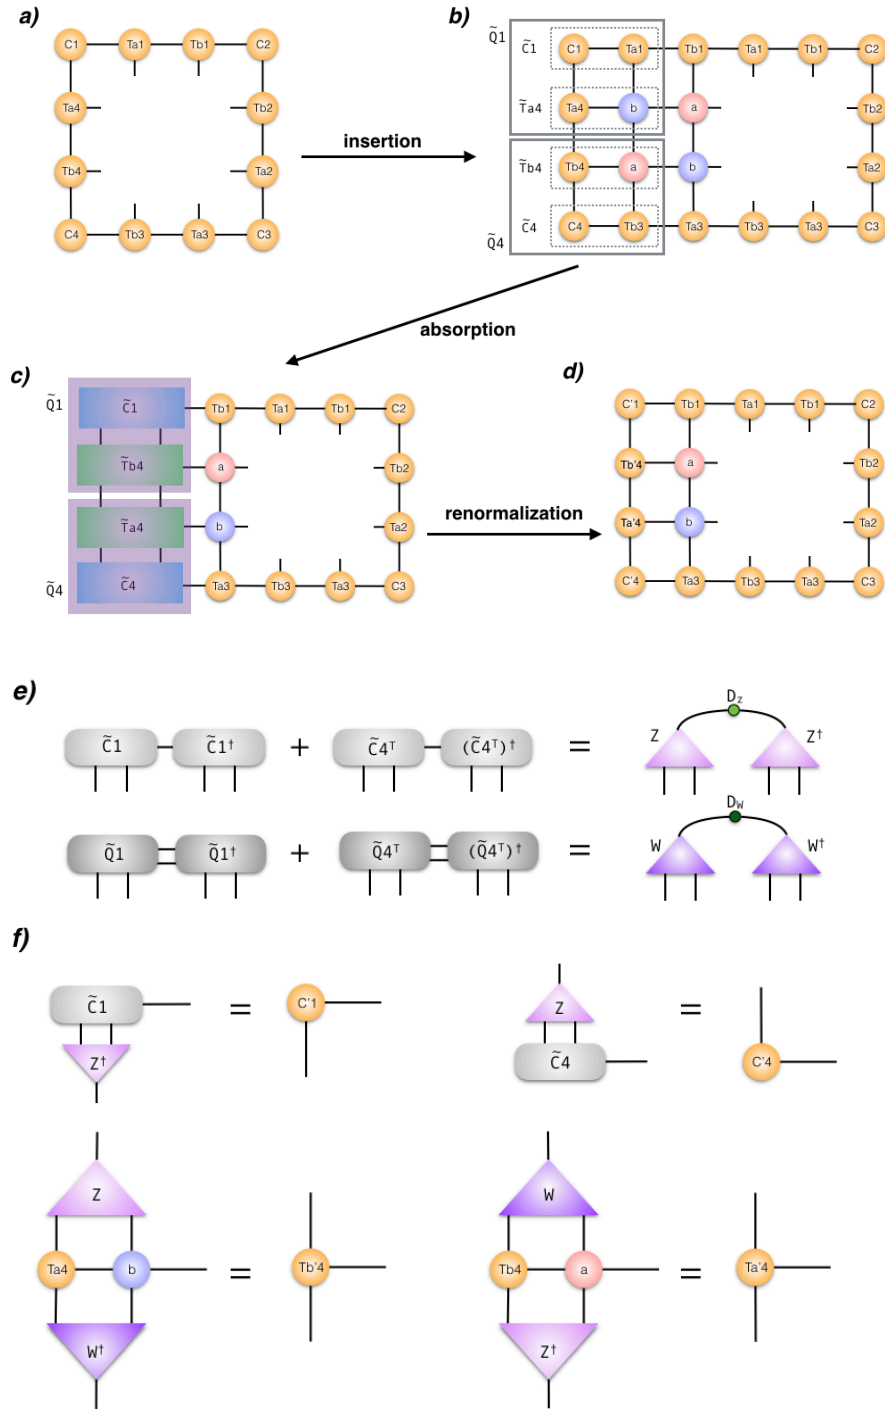 a)
C1 Ta1 Tb1 C2
Ta4 Tb2
Tb4 Ta2
C4 Tb3 Ta3 C3
insertion
b)
Q̃1 C̃1 C1 Ta1 Tb1 Ta1 Tb1 C2
T̃a4 Ta4 b a Tb2
T̃b4 Tb4 a b Ta2
Q̃4 C̃4 C4 Tb3 Ta3 Tb3 Ta3 C3
absorption
c)
Q̃1 C̃1 Tb1 Ta1 Tb1 C2
T̃b4 a Tb2
T̃a4 b Ta2
Q̃4 C̃4 Ta3 Tb3 Ta3 C3
renormalization
d)
C'1 Tb1 Ta1 Tb1 C2
Tb'4 a Tb2
Ta'4 b Ta2
C'4 Ta3 Tb3 Ta3 C3
e)
C̃1 C̃1† + C̃4ᵀ (C̃4ᵀ)† = Z Dz Z†
Q̃1 Q̃1† + Q̃4ᵀ (Q̃4ᵀ)† = W Dw W†
f)
C̃1 Z† = C'1
Z C̃4 = C'4
Z
Ta4 b = Tb'4
W†
W
Tb4 a = Ta'4
Z†